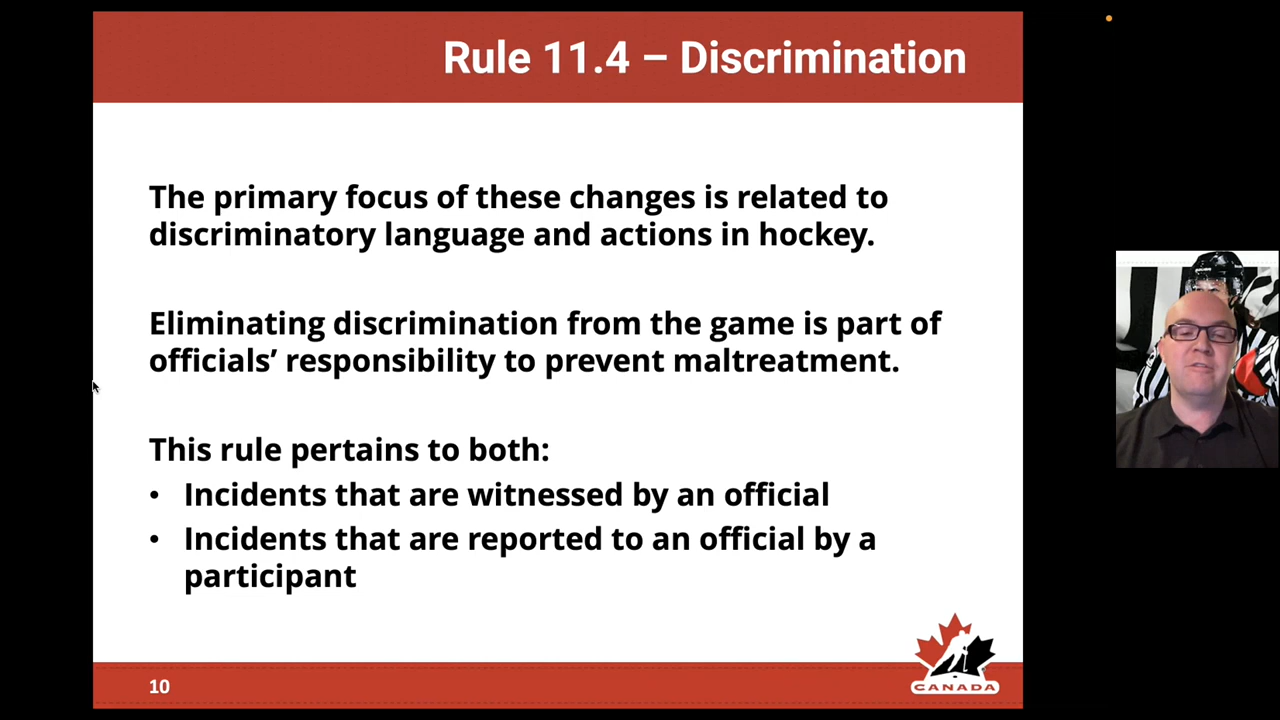 Rule 11.4 – Discrimination
The primary focus of these changes is related to
discriminatory language and actions in hockey.
Eliminating discrimination from the game is part of
officials’ responsibility to prevent maltreatment.
This rule pertains to both:
• Incidents that are witnessed by an official
• Incidents that are reported to an official by a
participant
CANADA
10